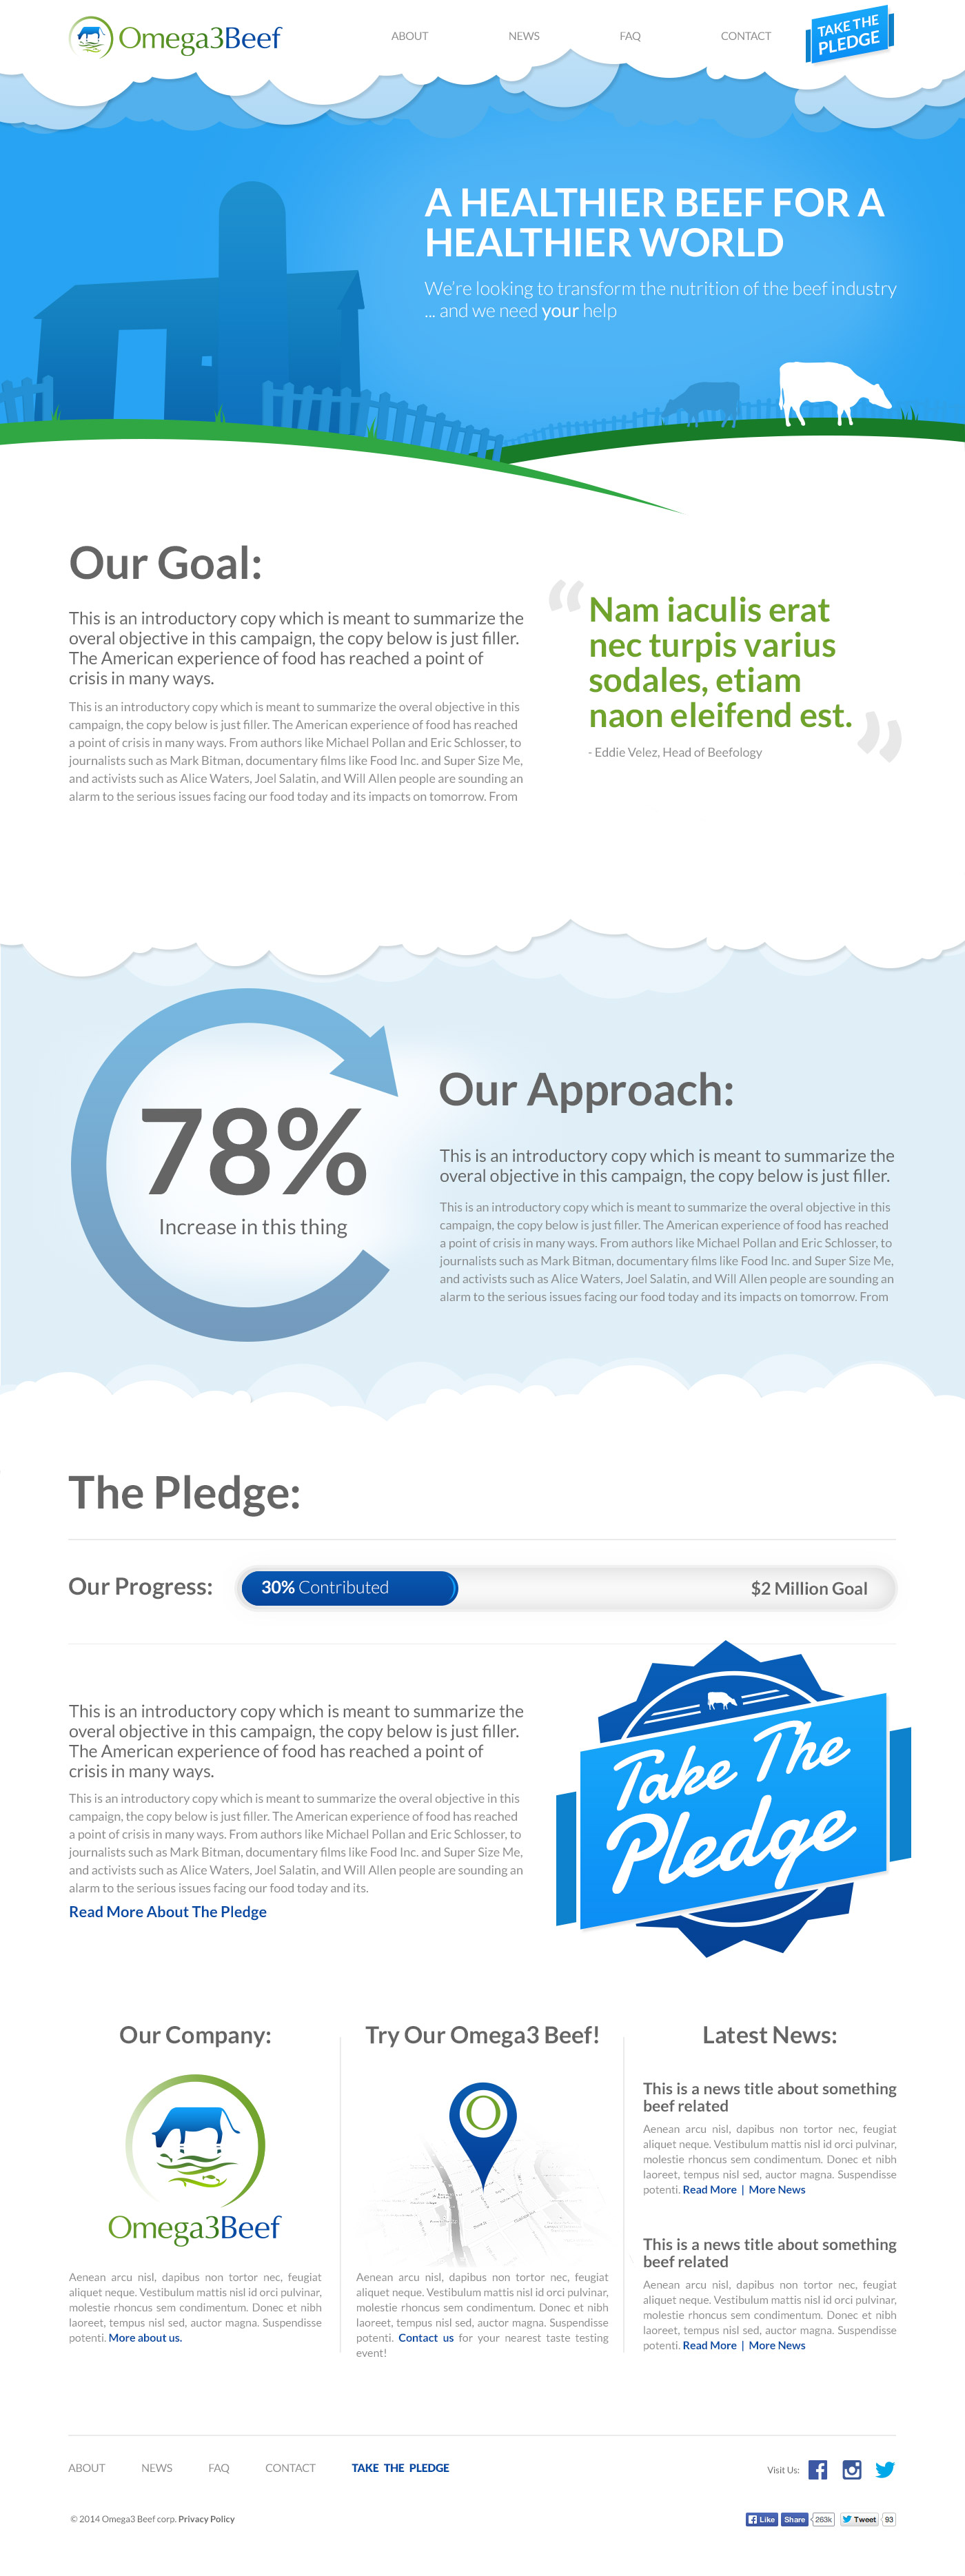 Omega3Beef
ABOUT
NEWS
FAQ
CONTACT
TAKE THE
PLEDGE
A HEALTHIER BEEF FOR A
HEALTHIER WORLD
We're looking to transform the nutrition of the beef industry
... and we need your help
Our Goal:
This is an introductory copy which is meant to summarize the
overal objective in this campaign, the copy below is just filler.
The American experience of food has reached a point of
crisis in many ways.
This is an introductory copy which is meant to summarize the overal objective in this
campaign, the copy below is just filler. The American experience of food has reached
a point of crisis in many ways. From authors like Michael Pollan and Eric Schlosser, to
journalists such as Mark Bitman, documentary films like Food Inc. and Super Size Me,
and activists such as Alice Waters, Joel Salatin, and Will Allen people are sounding an
alarm to the serious issues facing our food today and its impacts on tomorrow. From
“ Nam iaculis erat
nec turpis varius
sodales, etiam
naon eleifend est. ”
- Eddie Velez, Head of Beefology
78%
Increase in this thing
Our Approach:
This is an introductory copy which is meant to summarize the
overal objective in this campaign, the copy below is just filler.
This is an introductory copy which is meant to summarize the overal objective in this
campaign, the copy below is just filler. The American experience of food has reached
a point of crisis in many ways. From authors like Michael Pollan and Eric Schlosser, to
journalists such as Mark Bitman, documentary films like Food Inc. and Super Size Me,
and activists such as Alice Waters, Joel Salatin, and Will Allen people are sounding an
alarm to the serious issues facing our food today and its impacts on tomorrow. From
The Pledge:
Our Progress:
30% Contributed
$2 Million Goal
This is an introductory copy which is meant to summarize the
overal objective in this campaign, the copy below is just filler.
The American experience of food has reached a point of
crisis in many ways.
This is an introductory copy which is meant to summarize the overal objective in this
campaign, the copy below is just filler. The American experience of food has reached
a point of crisis in many ways. From authors like Michael Pollan and Eric Schlosser, to
journalists such as Mark Bitman, documentary films like Food Inc. and Super Size Me,
and activists such as Alice Waters, Joel Salatin, and Will Allen people are sounding an
alarm to the serious issues facing our food today and its.
Read More About The Pledge
Take The
Pledge
Our Company:
Omega3Beef
Aenean arcu nisl, dapibus non tortor nec, feugiat
aliquet neque. Vestibulum mattis nisl id orci pulvinar,
molestie rhoncus sem condimentum. Donec et nibh
laoreet, tempus nisl sed, auctor magna. Suspendisse
potenti. More about us.
Try Our Omega3 Beef!
Aenean arcu nisl, dapibus non tortor nec, feugiat
aliquet neque. Vestibulum mattis nisl id orci pulvinar,
molestie rhoncus sem condimentum. Donec et nibh
laoreet, tempus nisl sed, auctor magna. Suspendisse
potenti. Contact us for your nearest taste testing
event!
Latest News:
This is a news title about something
beef related
Aenean arcu nisl, dapibus non tortor nec, feugiat
aliquet neque. Vestibulum mattis nisl id orci pulvinar,
molestie rhoncus sem condimentum. Donec et nibh
laoreet, tempus nisl sed, auctor magna. Suspendisse
potenti. Read More | More News
This is a news title about something
beef related
Aenean arcu nisl, dapibus non tortor nec, feugiat
aliquet neque. Vestibulum mattis nisl id orci pulvinar,
molestie rhoncus sem condimentum. Donec et nibh
laoreet, tempus nisl sed, auctor magna. Suspendisse
potenti. Read More | More News
ABOUT
NEWS
FAQ
CONTACT
TAKE THE PLEDGE
Visit Us:
© 2014 Omega3 Beef corp. Privacy Policy
Like
Share
263k
Tweet
93